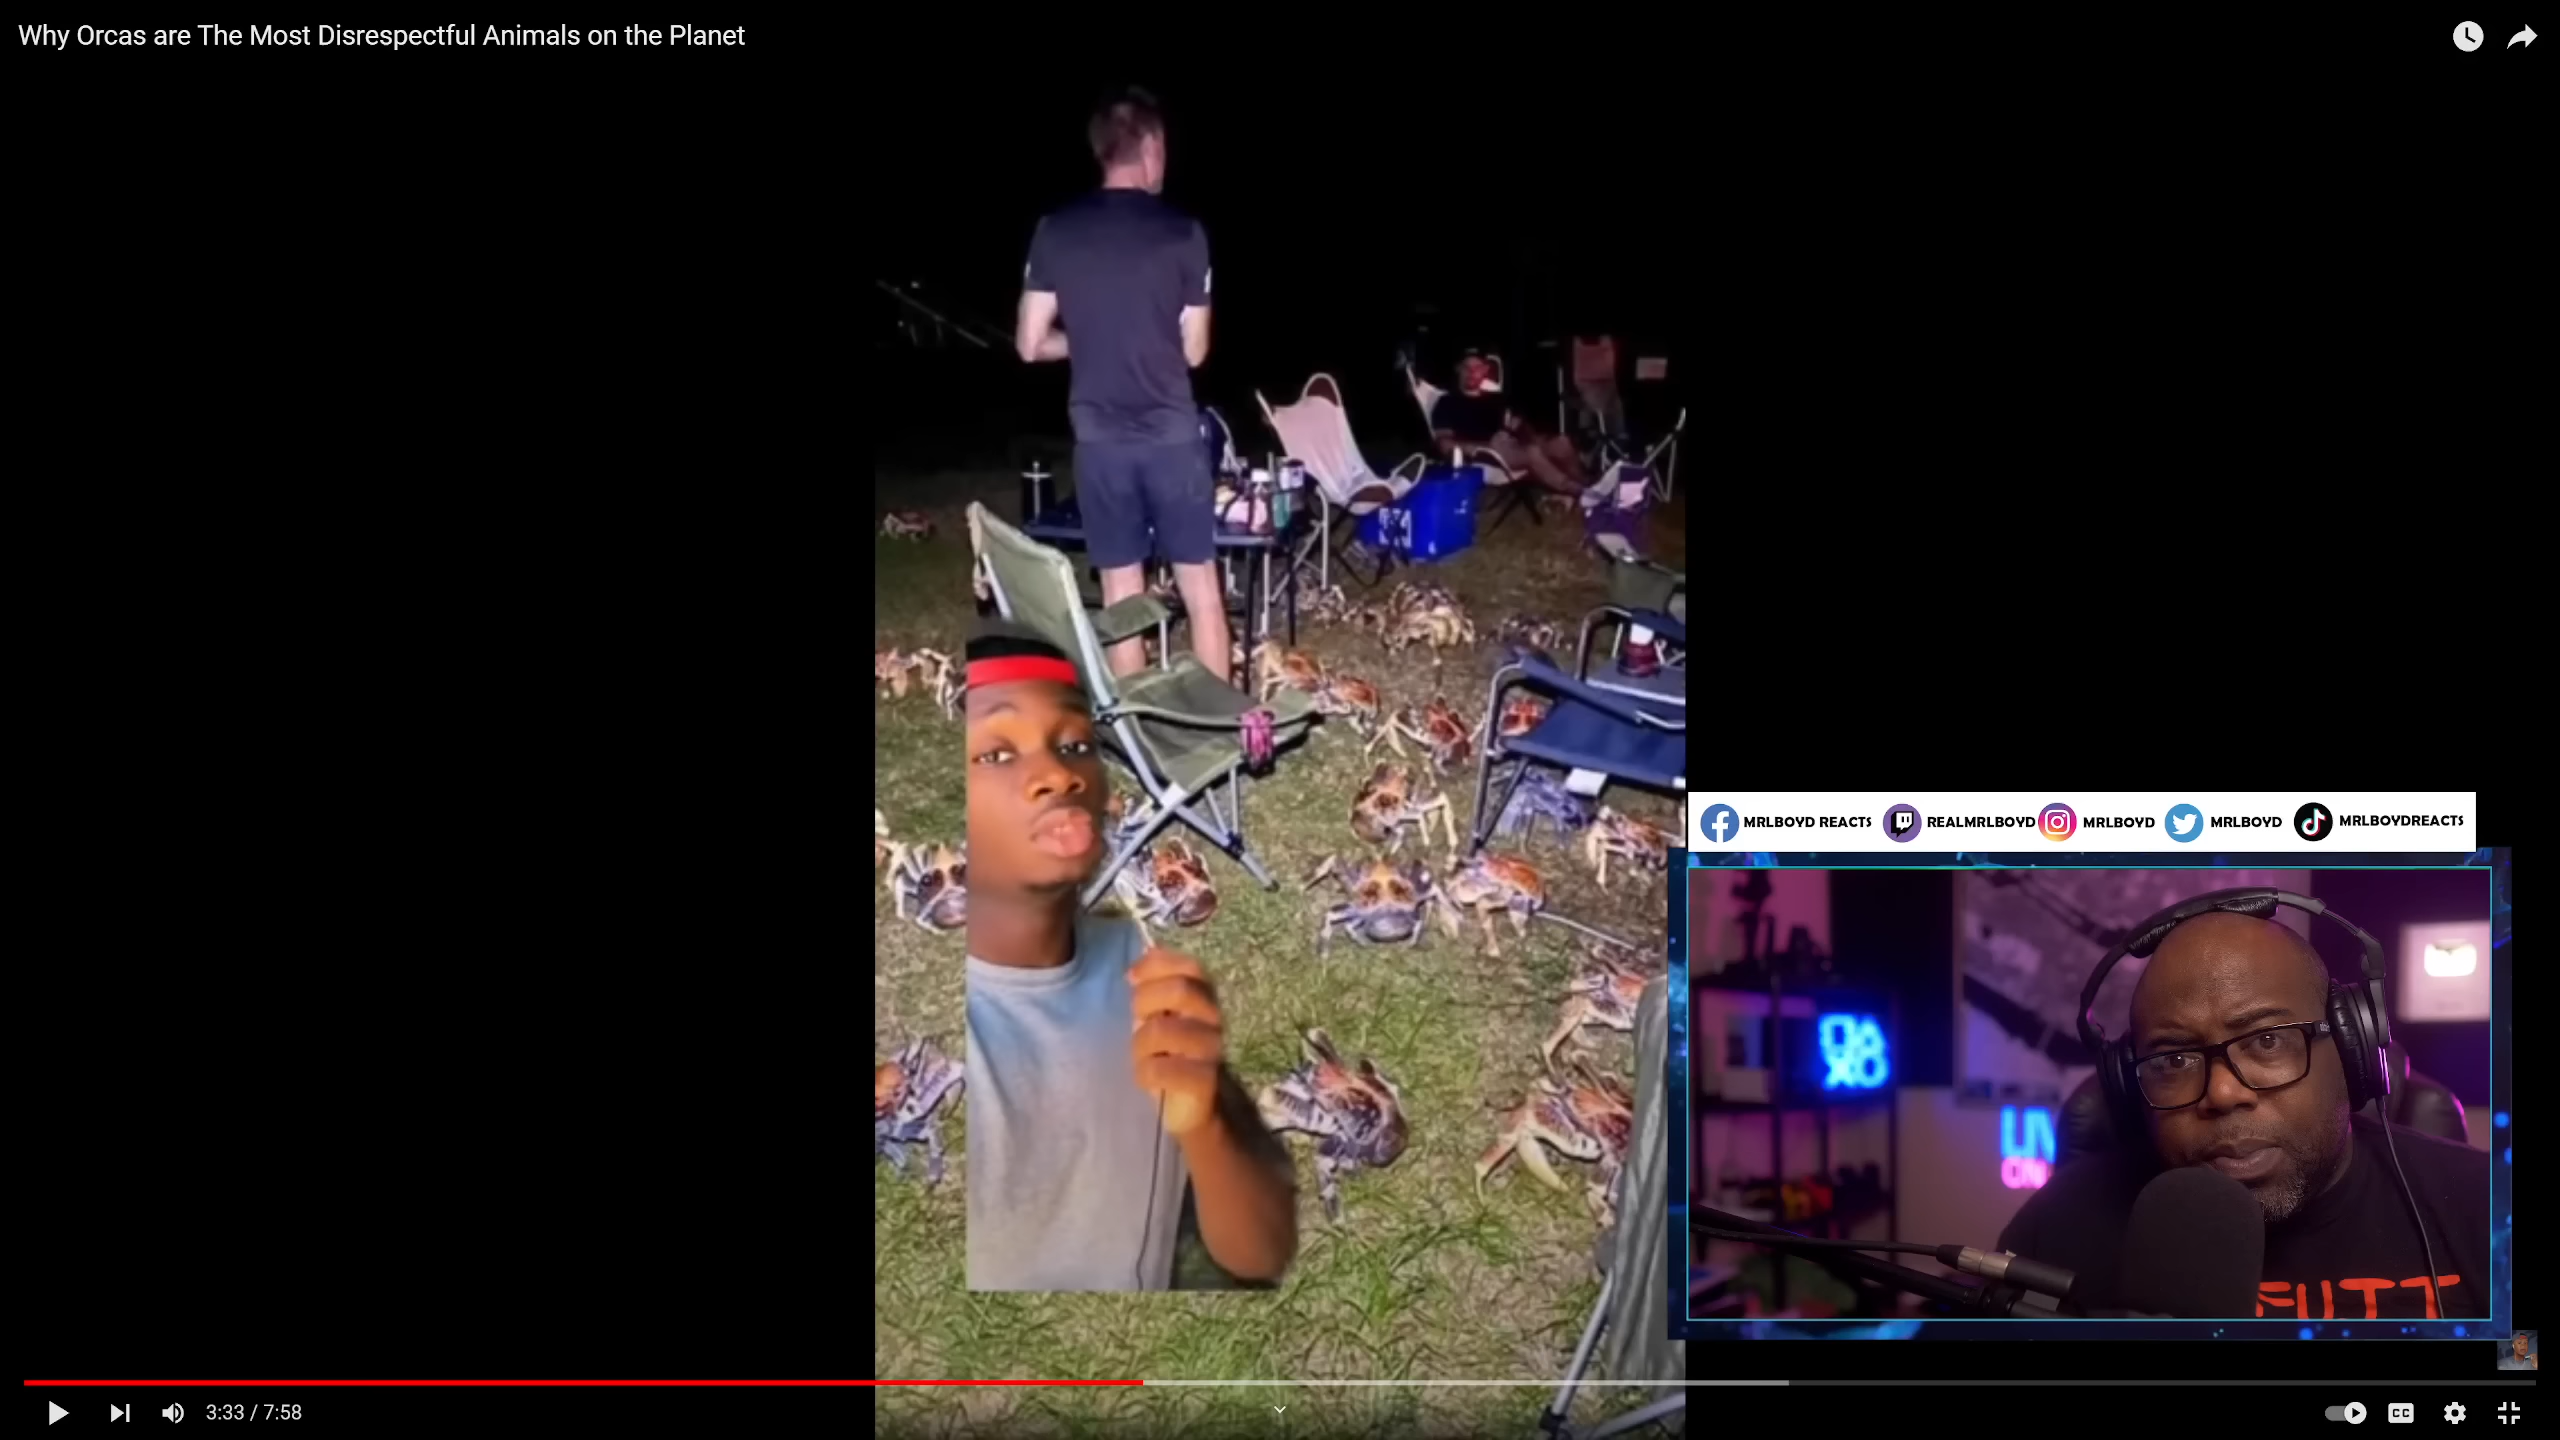 Why Orcas are The Most Disrespectful Animals on the Planet
MRLBOYD REACTS REALMRLBOYD MRLBOYD MRLBOYD MRLBOYDREACTS
3:33 / 7:58
CC